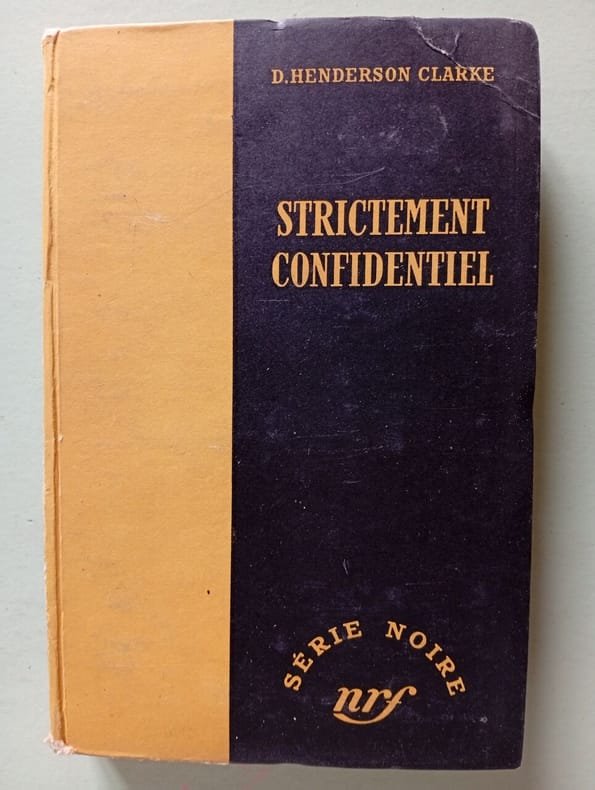 D.HENDERSON CLARKE
STRICTEMENT
CONFIDENTIEL
SÉRIE NOIRE
nrf